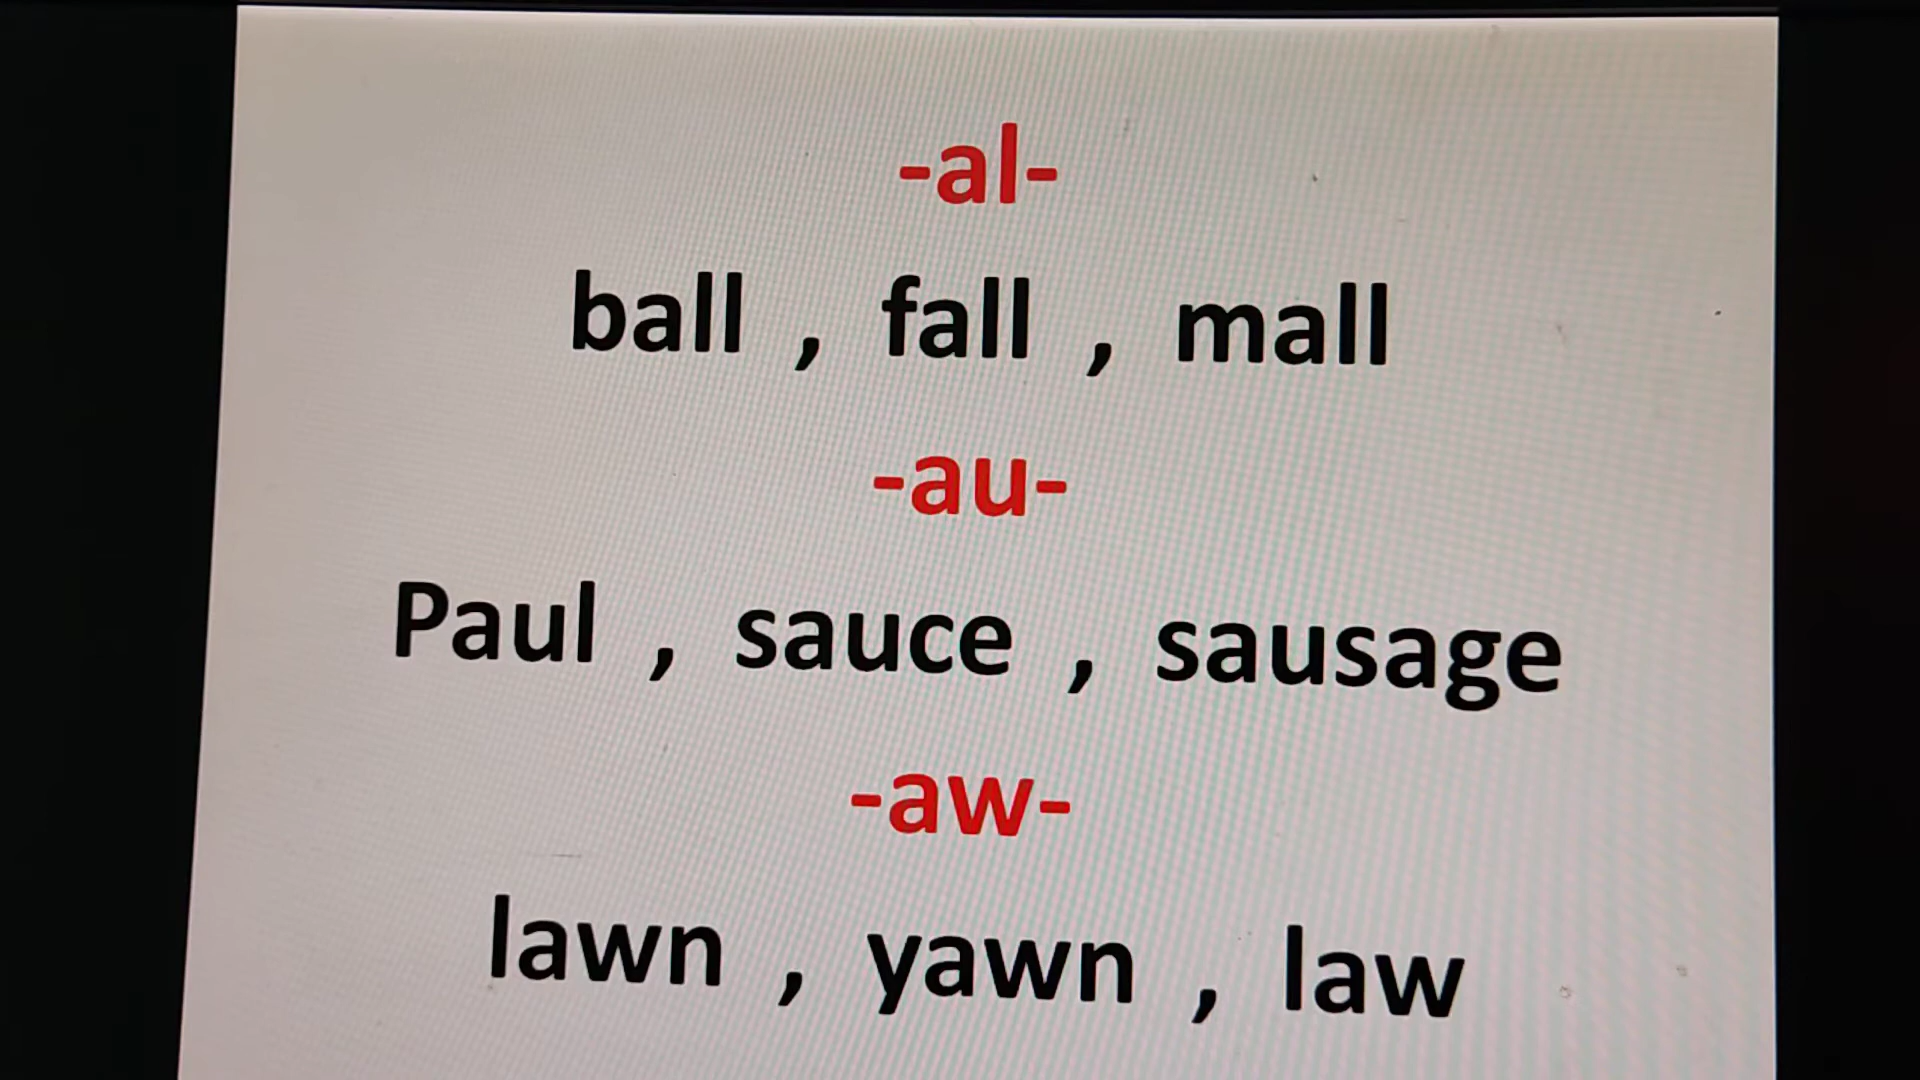 -al-
ball , fall , mall
-au-
Paul , sauce , sausage
-aw-
lawn , yawn , law